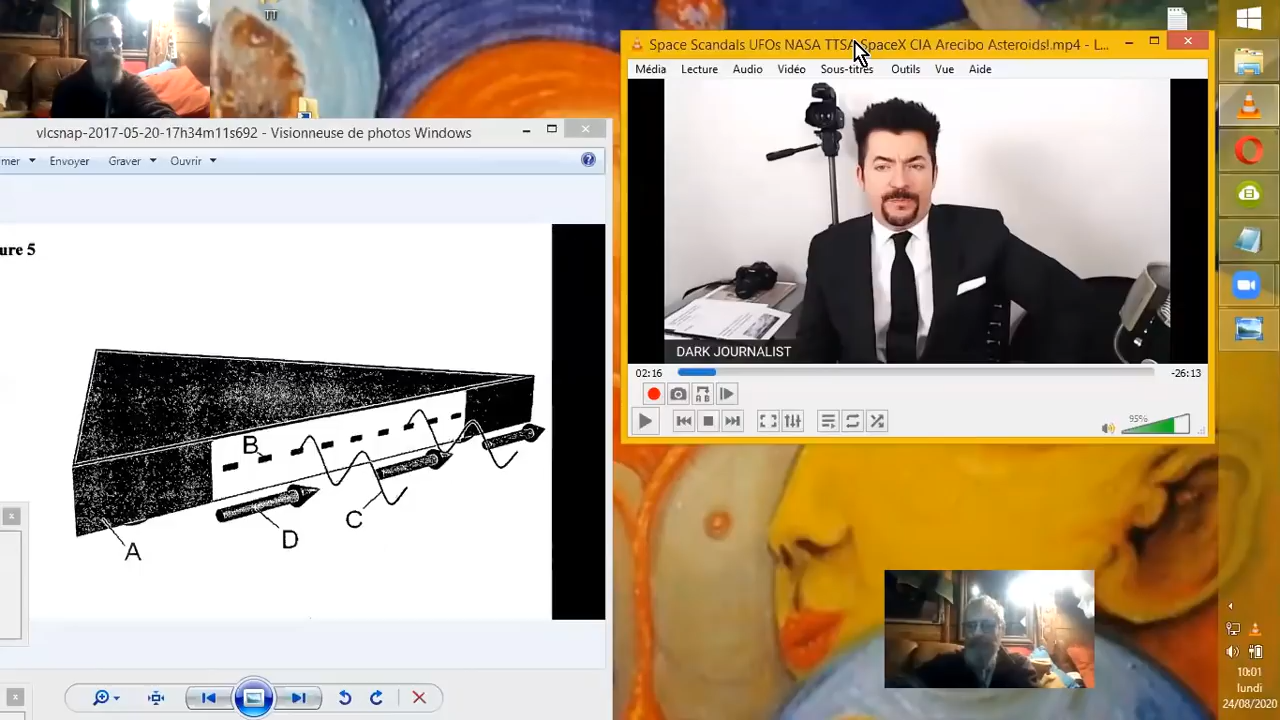 TT
Space Scandals UFOs NASA TTSA SpaceX CIA Arecibo Asteroids!.mp4 - L...
Média Lecture Audio Vidéo Sous-titres Outils Vue Aide
DARK JOURNALIST
02:16
-26:13
95%
vlcsnap-2017-05-20-17h34m11s692 - Visionneuse de photos Windows
mer Envoyer Graver Ouvrir
ure 5
B
A
D
C
10:01
lundi
24/08/2020